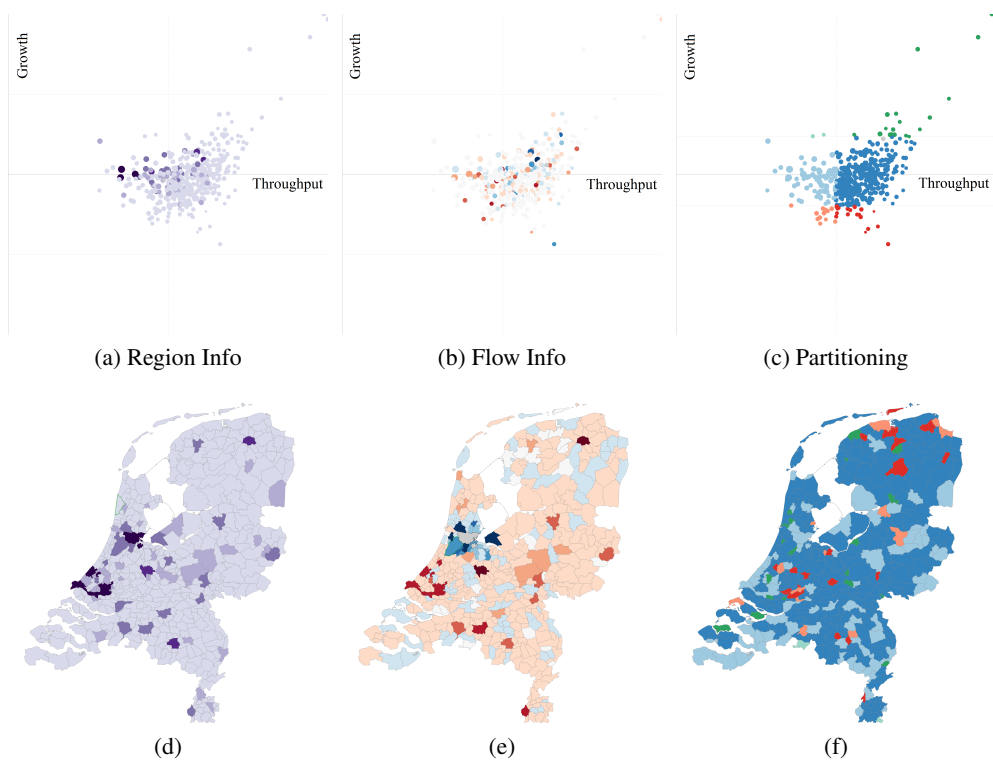 Growth
Throughput
(a) Region Info
Growth
Throughput
(b) Flow Info
Growth
Throughput
(c) Partitioning
(d)
(e)
(f)